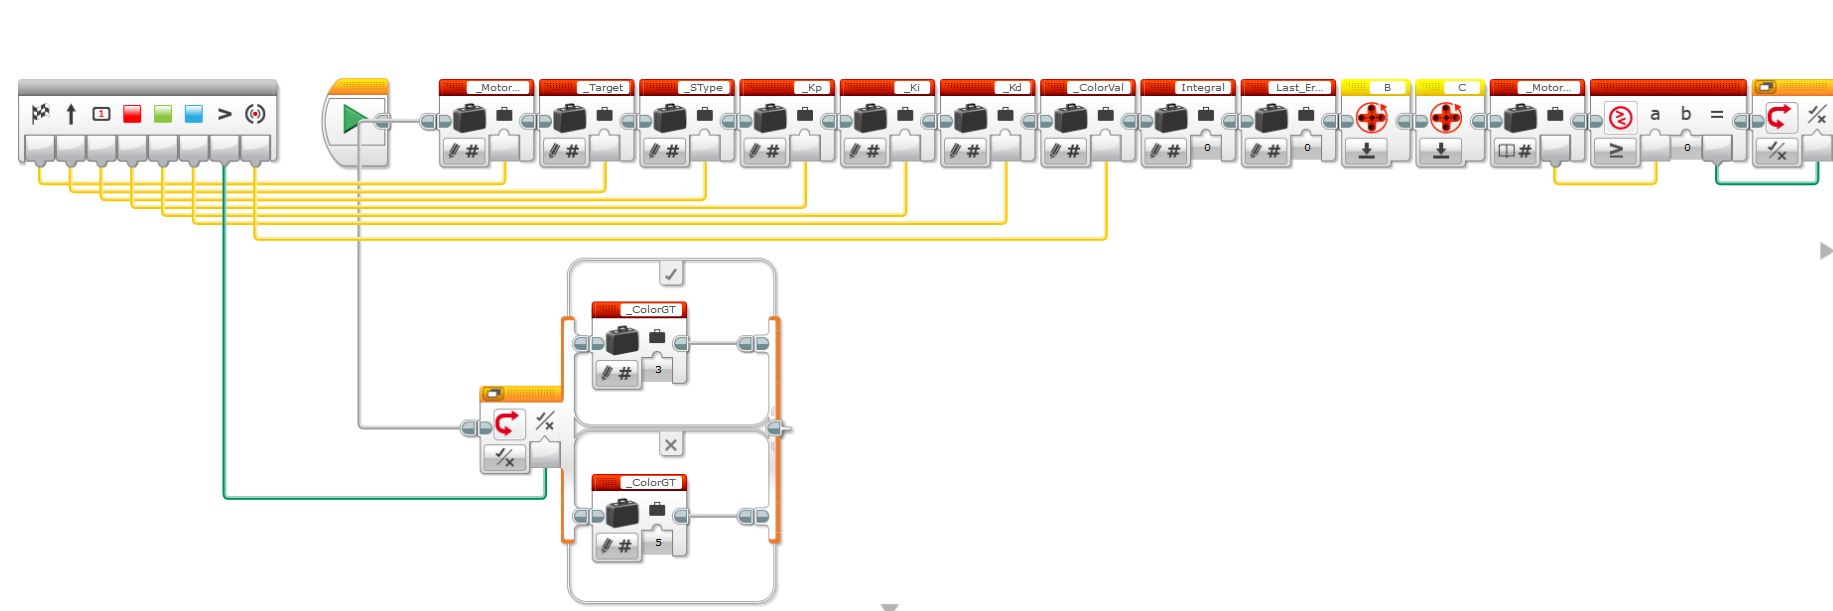 _Motor...
_Target
_SType
_Kp
_Ki
_Kd
_ColorVal
Integral
Last_Er...
B
C
_Motor...
1
>
#
#
#
#
#
#
#
#
0
#
0
#
≥
a
b
=
0
_ColorGT
#
3
_ColorGT
#
5